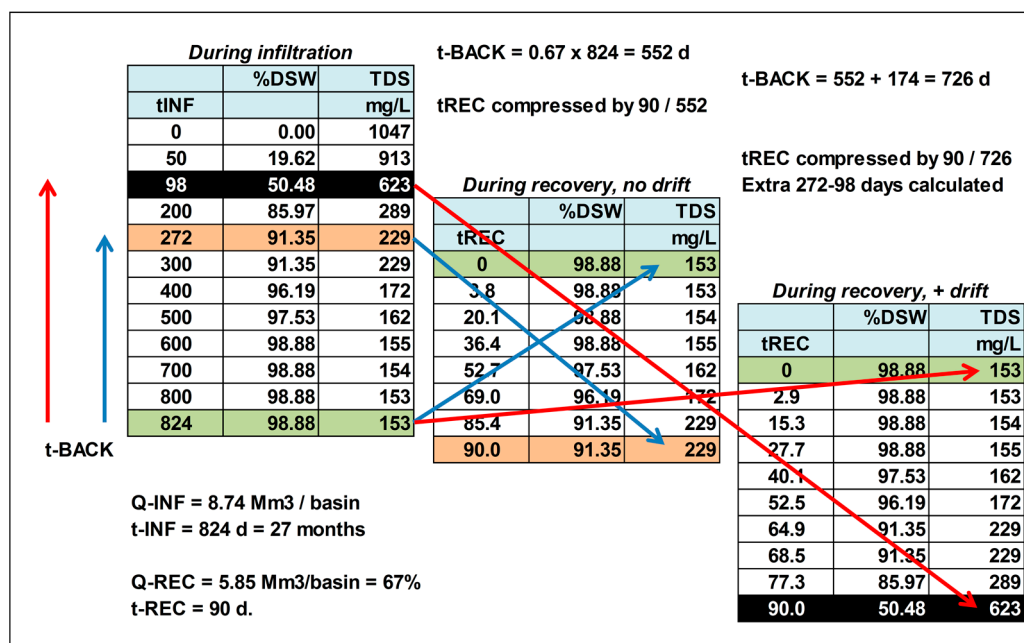 During infiltration
%DSW TDS
tINF mg/L
0 0.00 1047
50 19.62 913
98 50.48 623
200 85.97 289
272 91.35 229
300 91.35 229
400 96.19 172
500 97.53 162
600 98.88 155
700 98.88 154
800 98.88 153
824 98.88 153
t-BACK
Q-INF = 8.74 Mm3 / basin
t-INF = 824 d = 27 months
Q-REC = 5.85 Mm3/basin = 67%
t-REC = 90 d.
t-BACK = 0.67 x 824 = 552 d
tREC compressed by 90 / 552
During recovery, no drift
%DSW TDS
tREC mg/L
0 98.88 153
3.8 98.88 153
20.1 98.88 154
36.4 98.88 155
52.7 97.53 162
69.0 96.19 172
85.4 91.35 229
90.0 91.35 229
t-BACK = 552 + 174 = 726 d
tREC compressed by 90 / 726
Extra 272-98 days calculated
During recovery, + drift
%DSW TDS
tREC mg/L
0 98.88 153
2.9 98.88 153
15.3 98.88 154
27.7 98.88 155
40.1 97.53 162
52.5 96.19 172
64.9 91.35 229
68.5 91.35 229
77.3 85.97 289
90.0 50.48 623